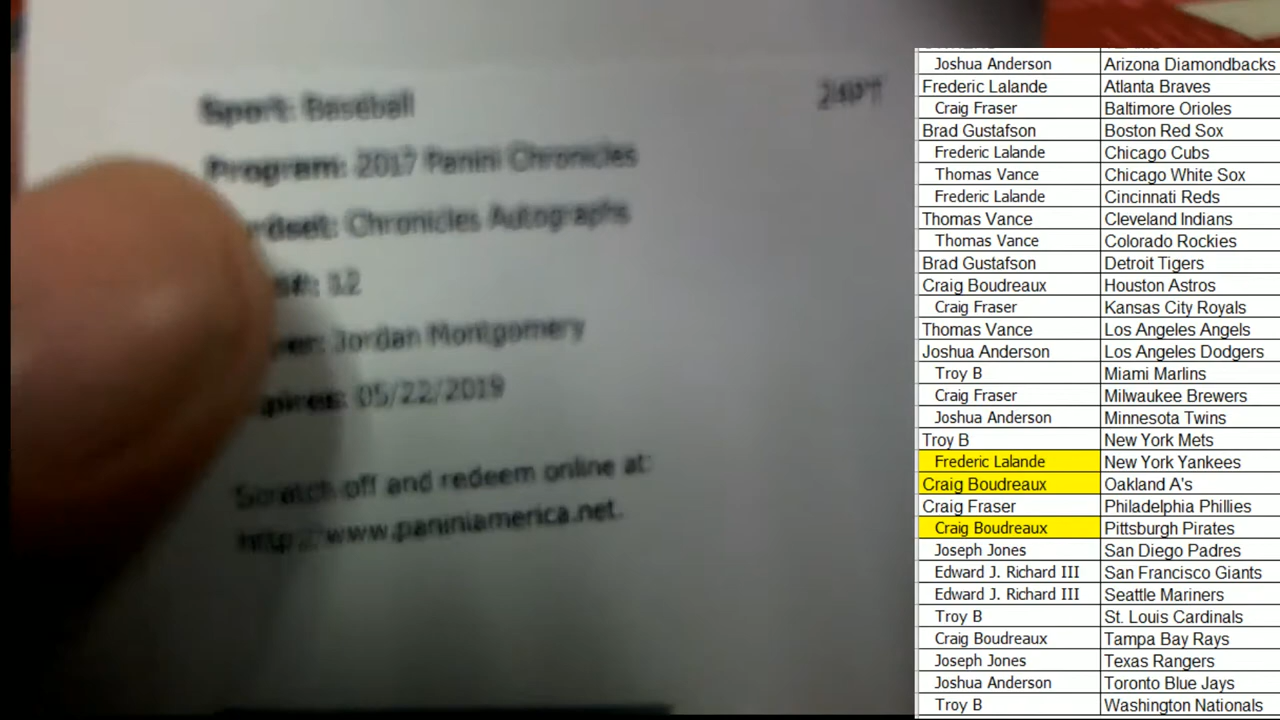 Sport: Baseball
24PT
Program: 2017 Panini Chronicles
Chronicles Autographs
12
Jordan Montgomery
05/22/2019
off and redeem online at:
www.paniniamerica.net.
Joshua Anderson Arizona Diamondbacks
Frederic Lalande Atlanta Braves
Craig Fraser Baltimore Orioles
Brad Gustafson Boston Red Sox
Frederic Lalande Chicago Cubs
Thomas Vance Chicago White Sox
Frederic Lalande Cincinnati Reds
Thomas Vance Cleveland Indians
Thomas Vance Colorado Rockies
Brad Gustafson Detroit Tigers
Craig Boudreaux Houston Astros
Craig Fraser Kansas City Royals
Thomas Vance Los Angeles Angels
Joshua Anderson Los Angeles Dodgers
Troy B Miami Marlins
Craig Fraser Milwaukee Brewers
Joshua Anderson Minnesota Twins
Troy B New York Mets
Frederic Lalande New York Yankees
Craig Boudreaux Oakland A's
Craig Fraser Philadelphia Phillies
Craig Boudreaux Pittsburgh Pirates
Joseph Jones San Diego Padres
Edward J. Richard III San Francisco Giants
Edward J. Richard III Seattle Mariners
Troy B St. Louis Cardinals
Craig Boudreaux Tampa Bay Rays
Joseph Jones Texas Rangers
Joshua Anderson Toronto Blue Jays
Troy B Washington Nationals